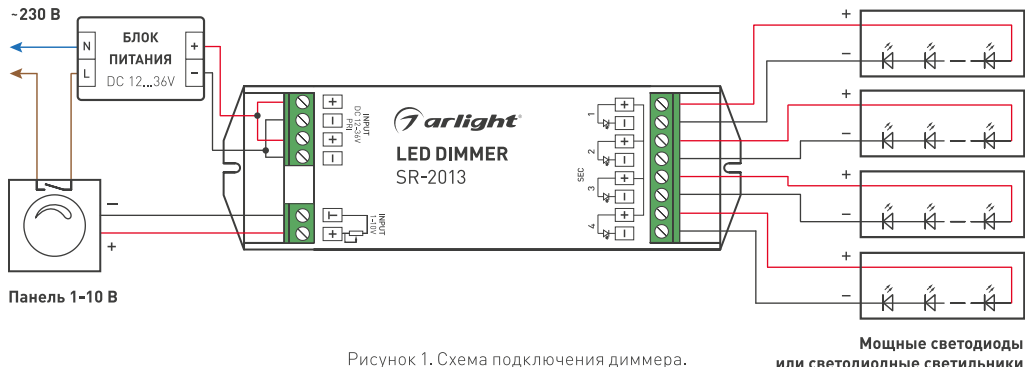 ~230 В
БЛОК
ПИТАНИЯ
DC 12...36V
N
L
+
−
+
−
+
−
INPUT
DC 12-36V
PRI
arlight
LED DIMMER
SR-2013
−
+
+
INPUT
1-10V
Панель 1-10 В
1
+
−
2
+
−
SEC
3
+
−
4
+
−
+
−
+
−
+
−
+
−
Рисунок 1. Схема подключения диммера.
Мощные светодиоды
или светодиодные светильники